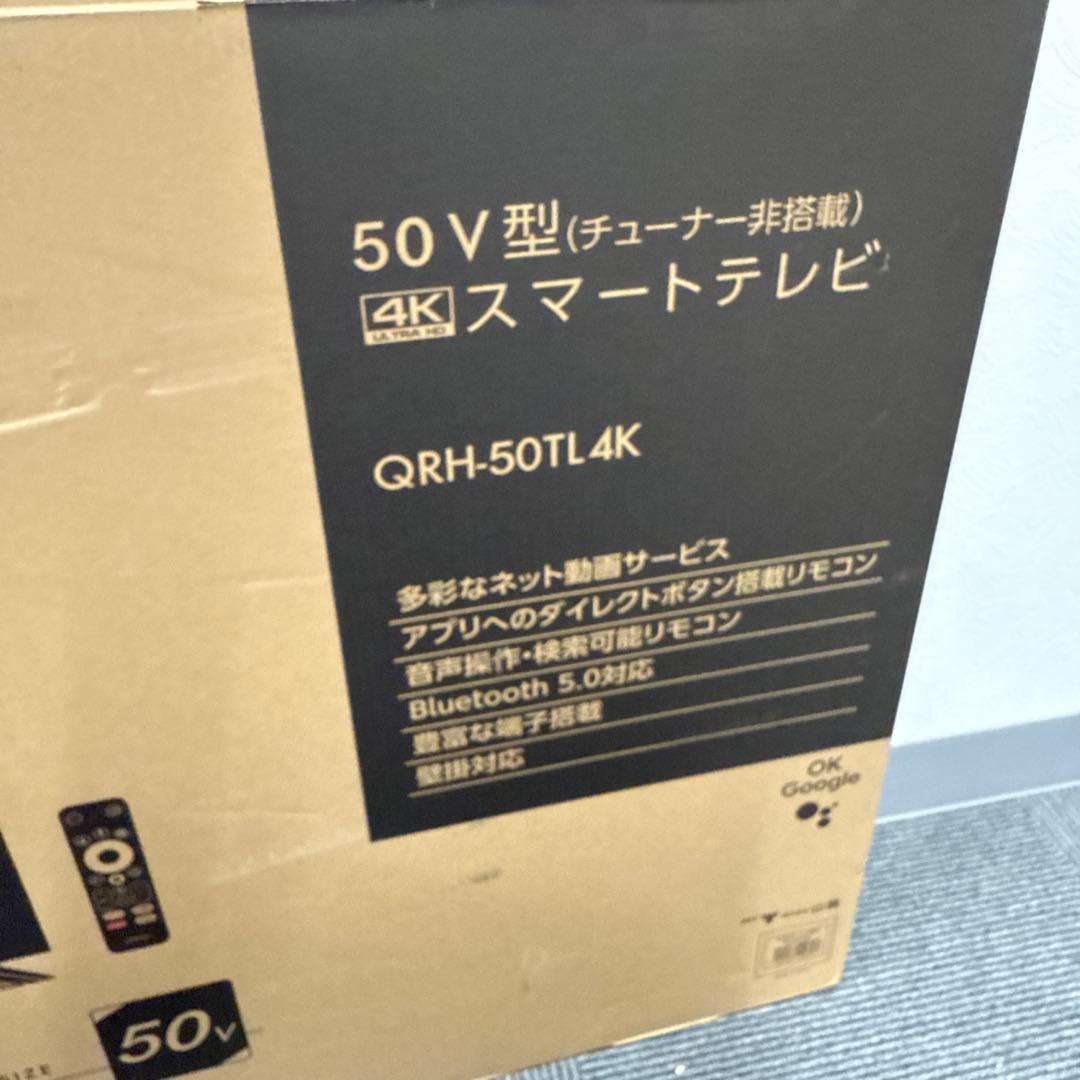 50V型(チューナー非搭載)
4K ULTRA HD スマートテレビ
QRH-50TL4K
多彩なネット動画サービス
アプリへのダイレクトボタン搭載リモコン
音声操作・検索可能リモコン
Bluetooth 5.0対応
豊富な端子搭載
壁掛対応
OK
Google
50V